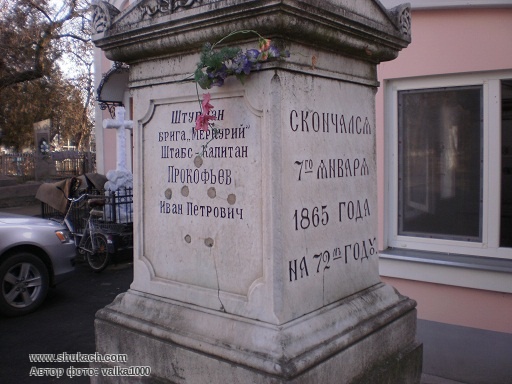 Штурман
брига „Меркурий"
Штабс-Капитан
Прокофьев
Иван Петрович
скончался
7го января
1865 года
на 72мъ году.
www.shukach.com
Автор фото: valka1000